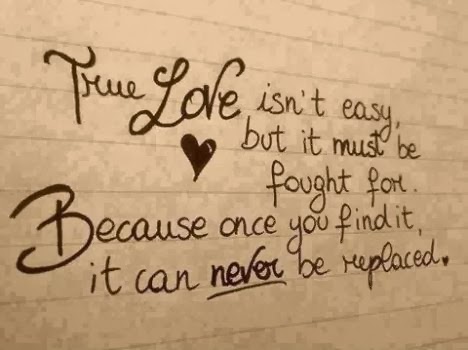 True Love isn't easy,
but it must be
fought for.
Because once you find it,
it can never be replaced.